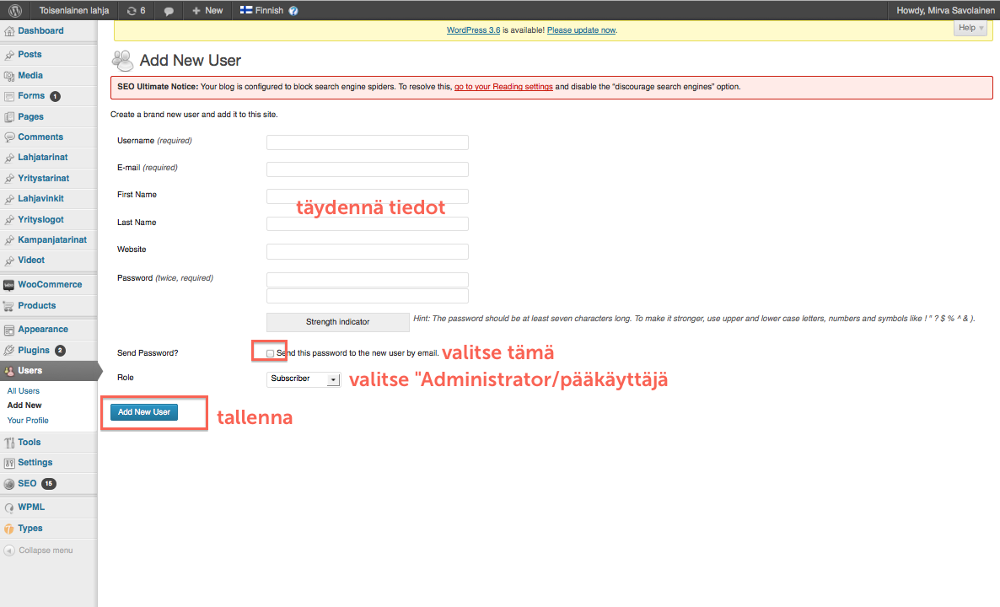 Toisenlainen lahja 6 New Finnish Howdy, Mirva Savolainen
WordPress 3.6 is available! Please update now.
Help
Dashboard
Posts
Media
Forms 1
Pages
Comments
Lahjatarinat
Yritystarinat
Lahjavinkit
Yrityslogot
Kampanjatarinat
Videot
WooCommerce
Products
Appearance
Plugins 2
Users
All Users
Add New
Your Profile
Tools
Settings
SEO 15
WPML
Types
Collapse menu
Add New User
SEO Ultimate Notice: Your blog is configured to block search engine spiders. To resolve this, go to your Reading settings and disable the "discourage search engines" option.
Create a brand new user and add it to this site.
Username (required)
E-mail (required)
First Name
täydennä tiedot
Last Name
Website
Password (twice, required)
Strength indicator Hint: The password should be at least seven characters long. To make it stronger, use upper and lower case letters, numbers and symbols like ! " ? $ % ^ & ).
Send Password? Send this password to the new user by email. valitse tämä
Role Subscriber valitse "Administrator/pääkäyttäjä
Add New User tallenna